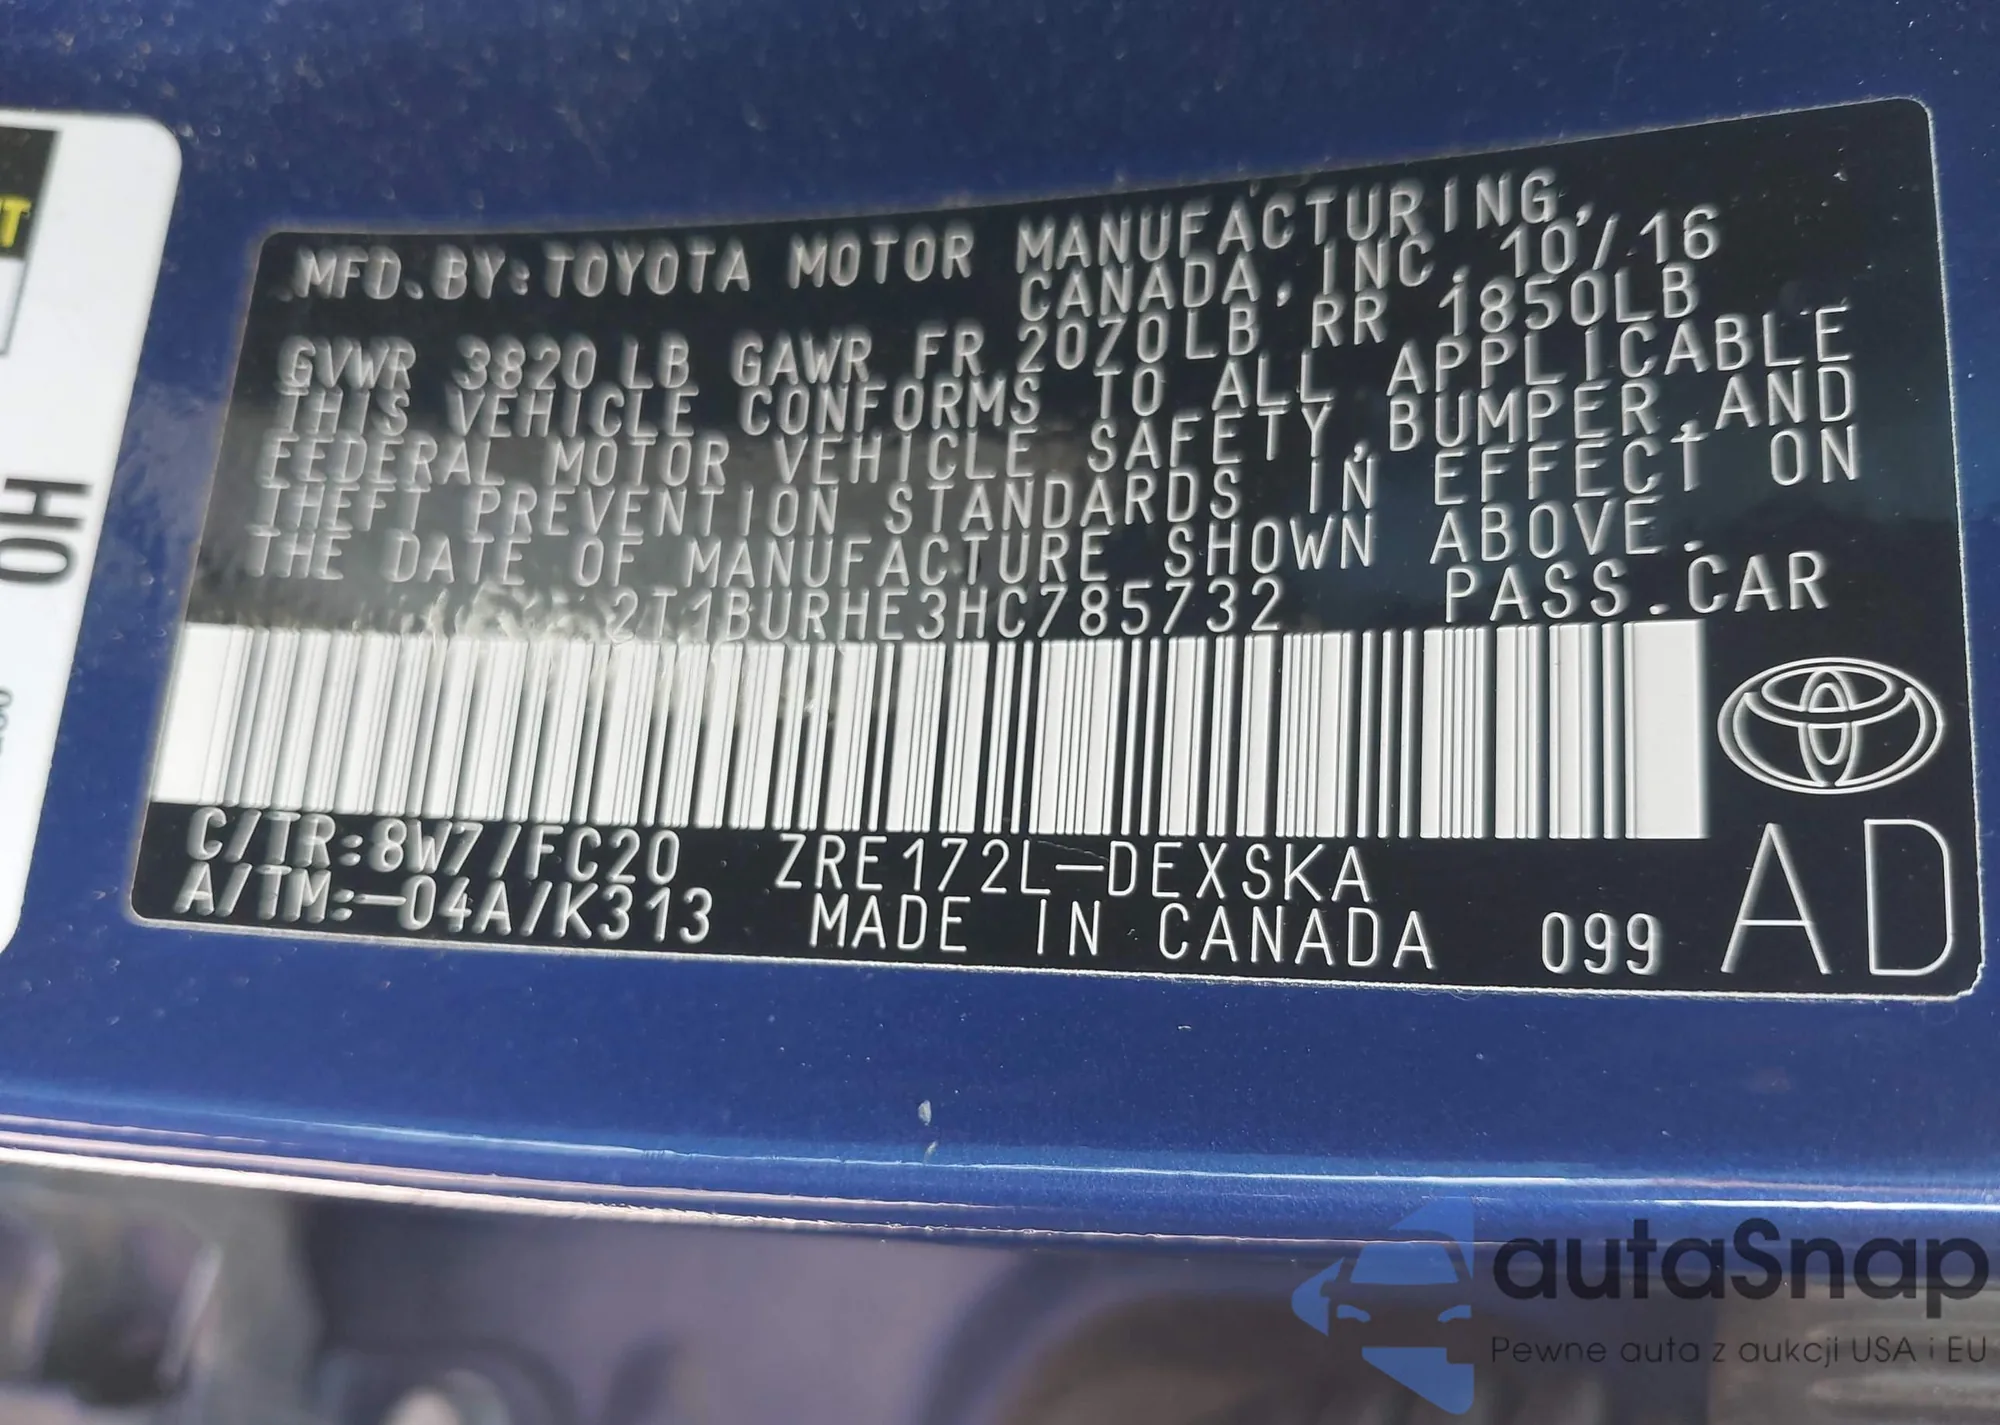 MFD.BY:TOYOTA MOTOR MANUFACTURING,
CANADA,INC. 10/16
GVWR 3820LB GAWR FR 2070LB RR 1850LB
THIS VEHICLE CONFORMS TO ALL APPLICABLE
FEDERAL MOTOR VEHICLE SAFETY,BUMPER,AND
THEFT PREVENTION STANDARDS IN EFFECT ON
THE DATE OF MANUFACTURE SHOWN ABOVE.
2T1BURHE3HC785732 PASS.CAR
C/TR:8W7/FC20 ZRE172L-DEXSKA
A/TM:-04A/K313 MADE IN CANADA 099 AD
HO
autaSnap
Pewne auta z aukcji USA i EU